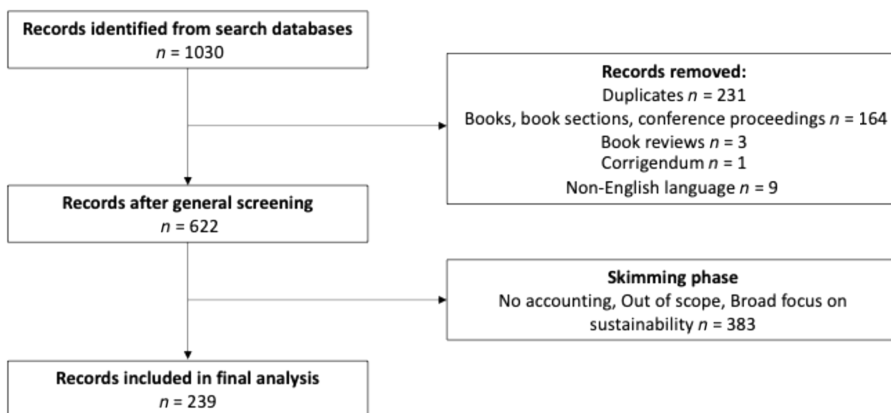 Records identified from search databases
n = 1030
Records removed:
Duplicates n = 231
Books, book sections, conference proceedings n = 164
Book reviews n = 3
Corrigendum n = 1
Non-English language n = 9
Records after general screening
n = 622
Skimming phase
No accounting, Out of scope, Broad focus on
sustainability n = 383
Records included in final analysis
n = 239